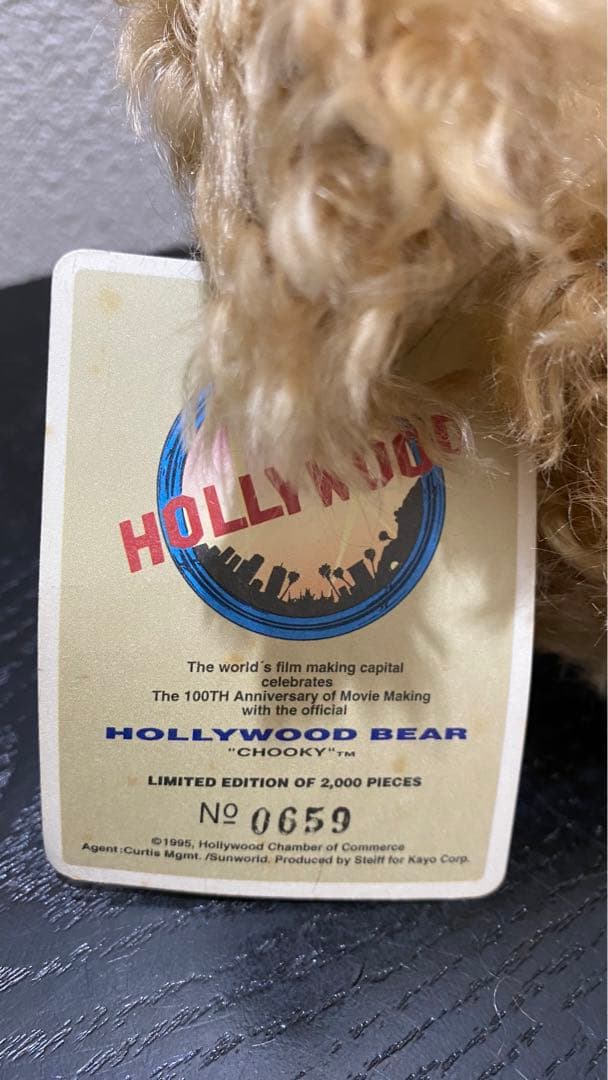 HOLLYWOOD
The world's film making capital
celebrates
The 100TH Anniversary of Movie Making
with the official
HOLLYWOOD BEAR
"CHOOKY"TM
LIMITED EDITION OF 2,000 PIECES
Nº 0659
©1995, Hollywood Chamber of Commerce
Agent:Curtis Mgmt. /Sunworld. Produced by Steiff for Kayo Corp.